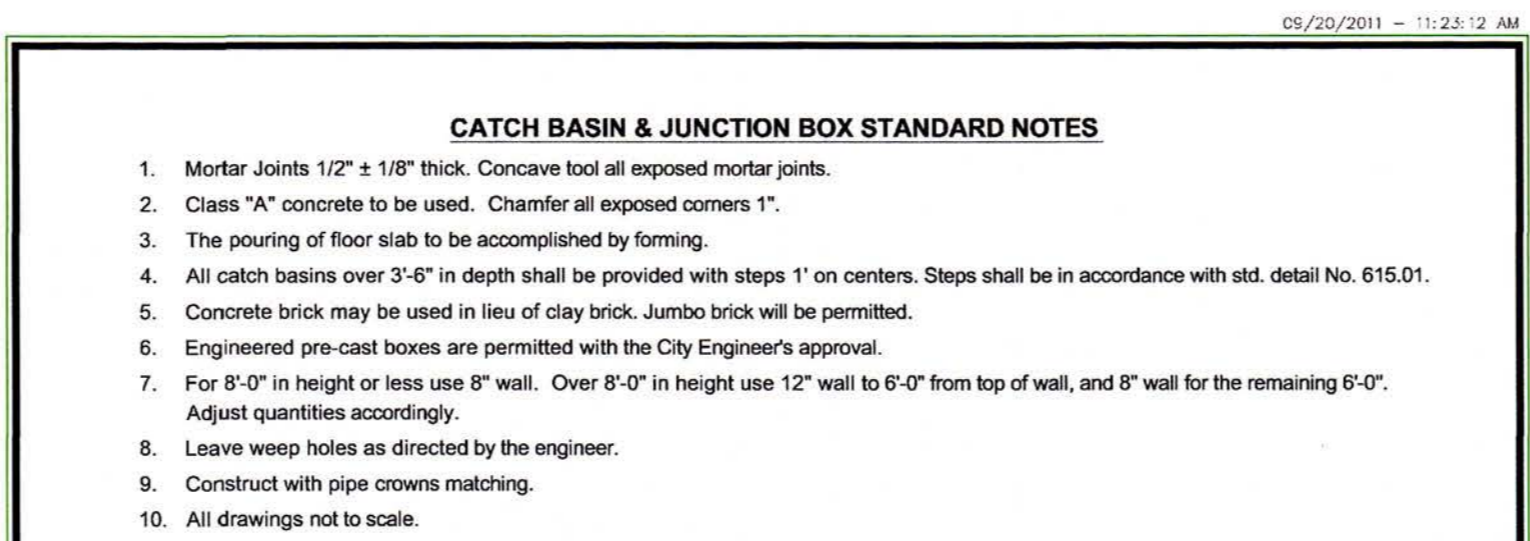 09/20/2011 - 11:23:12 AM
CATCH BASIN & JUNCTION BOX STANDARD NOTES
1. Mortar Joints 1/2" ± 1/8" thick. Concave tool all exposed mortar joints.
2. Class "A" concrete to be used. Chamfer all exposed corners 1".
3. The pouring of floor slab to be accomplished by forming.
4. All catch basins over 3'-6" in depth shall be provided with steps 1' on centers. Steps shall be in accordance with std. detail No. 615.01.
5. Concrete brick may be used in lieu of clay brick. Jumbo brick will be permitted.
6. Engineered pre-cast boxes are permitted with the City Engineer's approval.
7. For 8'-0" in height or less use 8" wall. Over 8'-0" in height use 12" wall to 6'-0" from top of wall, and 8" wall for the remaining 6'-0".
Adjust quantities accordingly.
8. Leave weep holes as directed by the engineer.
9. Construct with pipe crowns matching.
10. All drawings not to scale.